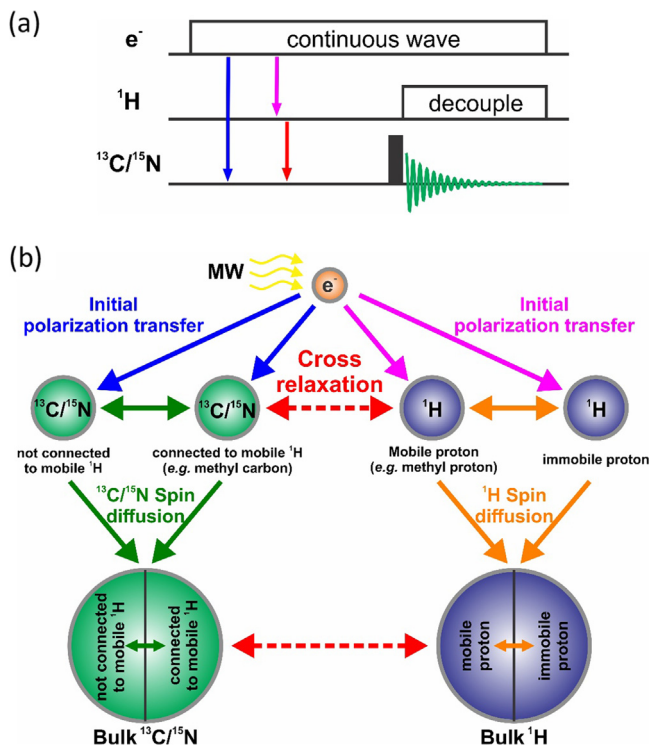 (a)
e⁻
continuous wave
¹H
decouple
¹³C/¹⁵N
(b)
MW
e⁻
Initial
polarization transfer
Initial
polarization transfer
Cross
relaxation
¹³C/¹⁵N
¹³C/¹⁵N
¹H
¹H
not connected
to mobile ¹H
connected to mobile ¹H
(e.g. methyl carbon)
Mobile proton
(e.g. methyl proton)
immobile proton
¹³C/¹⁵N Spin
diffusion
¹H Spin
diffusion
not connected
to mobile ¹H
connected
to mobile ¹H
mobile
proton
immobile
proton
Bulk ¹³C/¹⁵N
Bulk ¹H